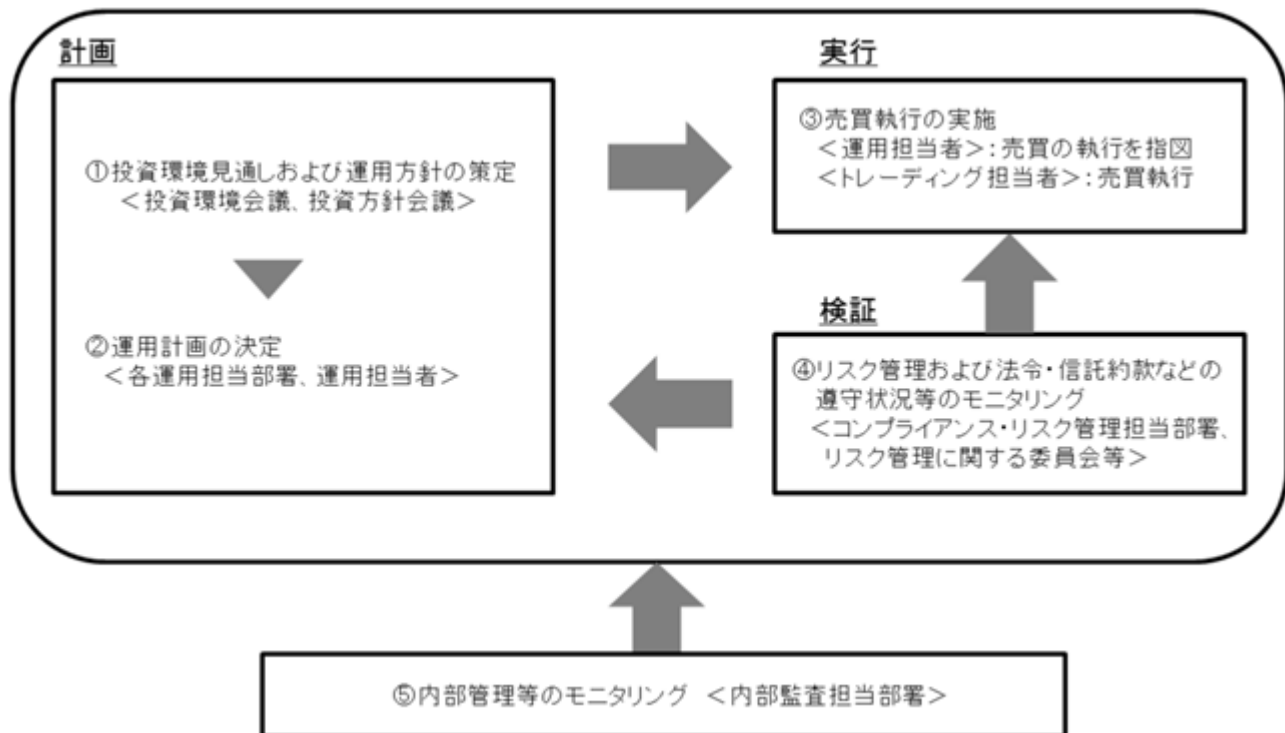 計画
①投資環境見通しおよび運用方針の策定
＜投資環境会議、投資方針会議＞
②運用計画の決定
＜各運用担当部署、運用担当者＞
実行
③売買執行の実施
＜運用担当者＞：売買の執行を指図
＜トレーディング担当者＞：売買執行
検証
④リスク管理および法令・信託約款などの
遵守状況等のモニタリング
＜コンプライアンス・リスク管理担当部署、
リスク管理に関する委員会等＞
⑤内部管理等のモニタリング ＜内部監査担当部署＞